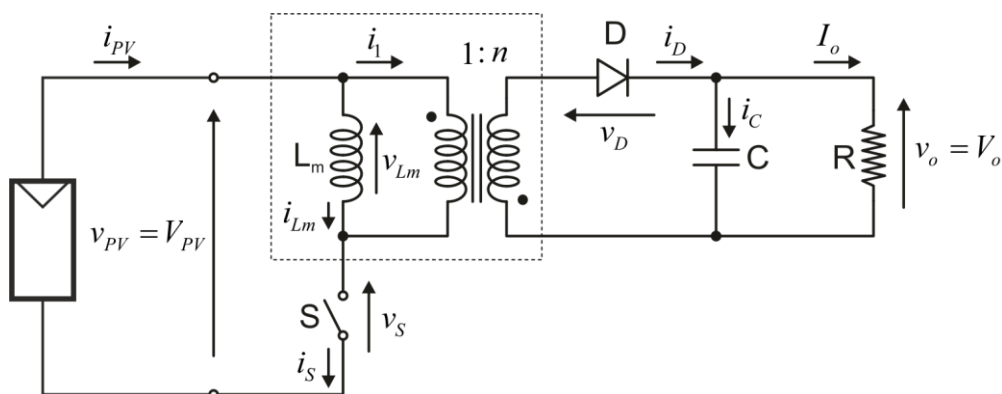 i_PV
i_1
1:n
D
i_D
I_o
L_m
v_Lm
v_D
i_C
C
R
v_o = V_o
i_Lm
v_PV = V_PV
S
v_S
i_S